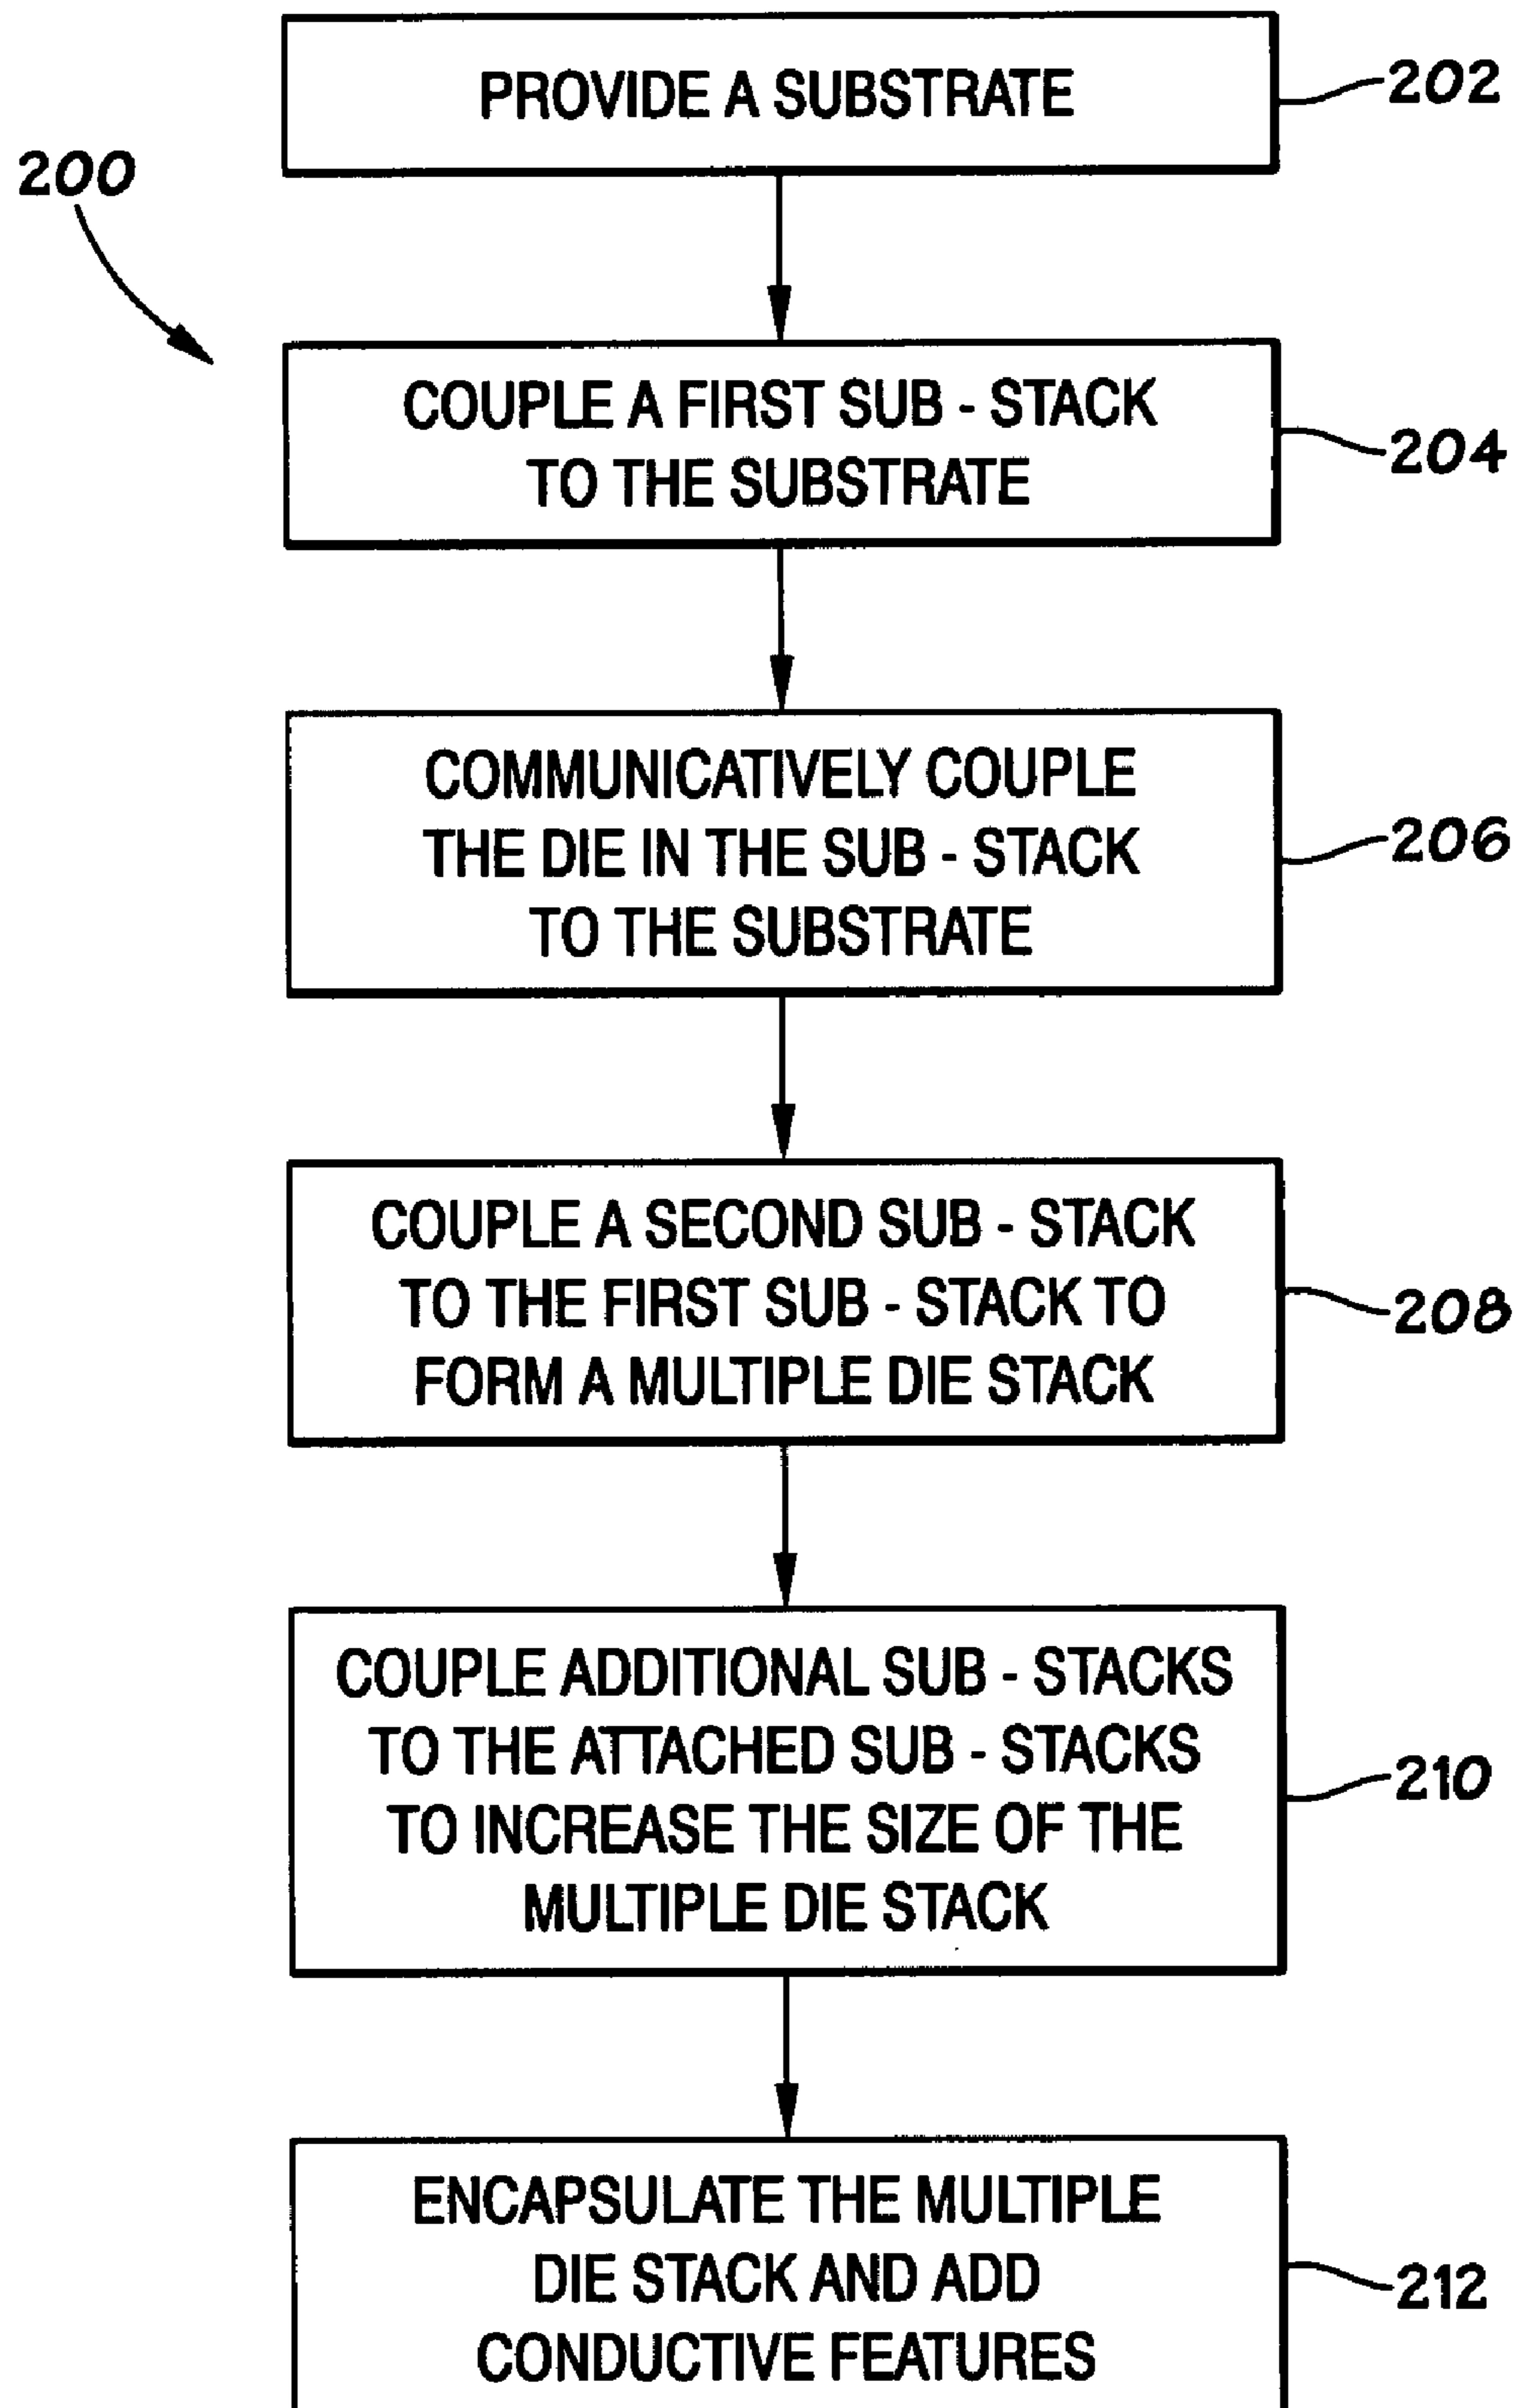 PROVIDE A SUBSTRATE
202
200
COUPLE A FIRST SUB - STACK
TO THE SUBSTRATE
204
COMMUNICATIVELY COUPLE
THE DIE IN THE SUB - STACK
TO THE SUBSTRATE
206
COUPLE A SECOND SUB - STACK
TO THE FIRST SUB - STACK TO
FORM A MULTIPLE DIE STACK
208
COUPLE ADDITIONAL SUB - STACKS
TO THE ATTACHED SUB - STACKS
TO INCREASE THE SIZE OF THE
MULTIPLE DIE STACK
210
ENCAPSULATE THE MULTIPLE
DIE STACK AND ADD
CONDUCTIVE FEATURES
212